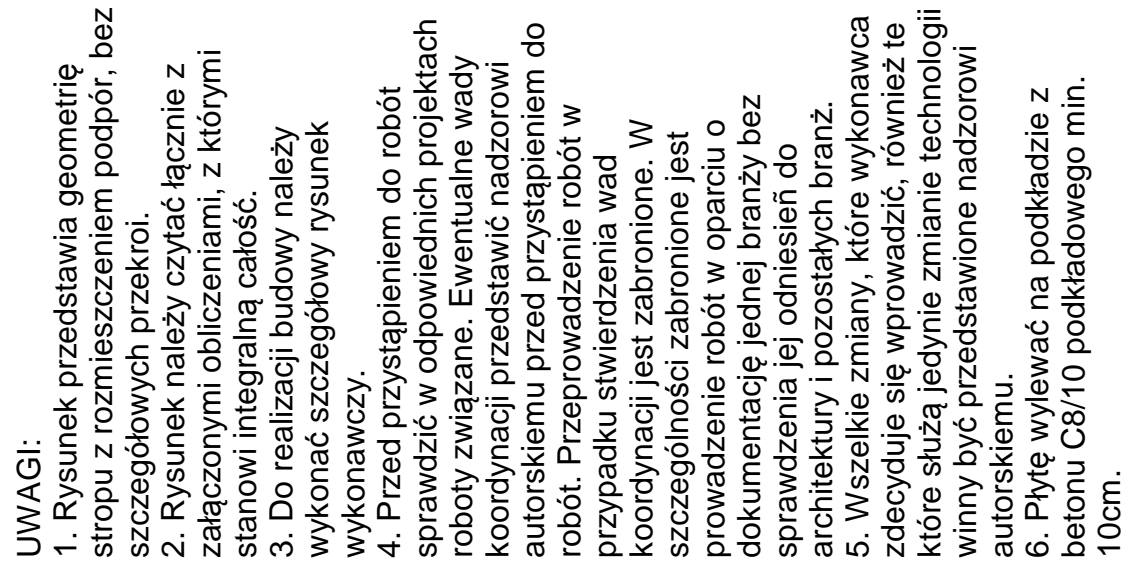 UWAGI:
1. Rysunek przedstawia geometrię
stropu z rozmieszczeniem podpór, bez
szczegółowych przekroi.
2. Rysunek należy czytać łącznie z
załączonymi obliczeniami, z którymi
stanowi integralną całość.
3. Do realizacji budowy należy
wykonać szczegółowy rysunek
wykonawczy.
4. Przed przystąpieniem do robót
sprawdzić w odpowiednich projektach
roboty związane. Ewentualne wady
koordynacji przedstawić nadzorowi
autorskiemu przed przystąpieniem do
robót. Przeprowadzenie robót w
przypadku stwierdzenia wad
koordynacji jest zabronione. W
szczególności zabronione jest
prowadzenie robót w oparciu o
dokumentację jednej branży bez
sprawdzenia jej odniesień do
architektury i pozostałych branż.
5. Wszelkie zmiany, które wykonawca
zdecyduje się wprowadzić, również te
które służą jedynie zmianie technologii
winny być przedstawione nadzorowi
autorskiemu.
6. Płytę wylewać na podkładzie z
betonu C8/10 podkładowego min.
10cm.